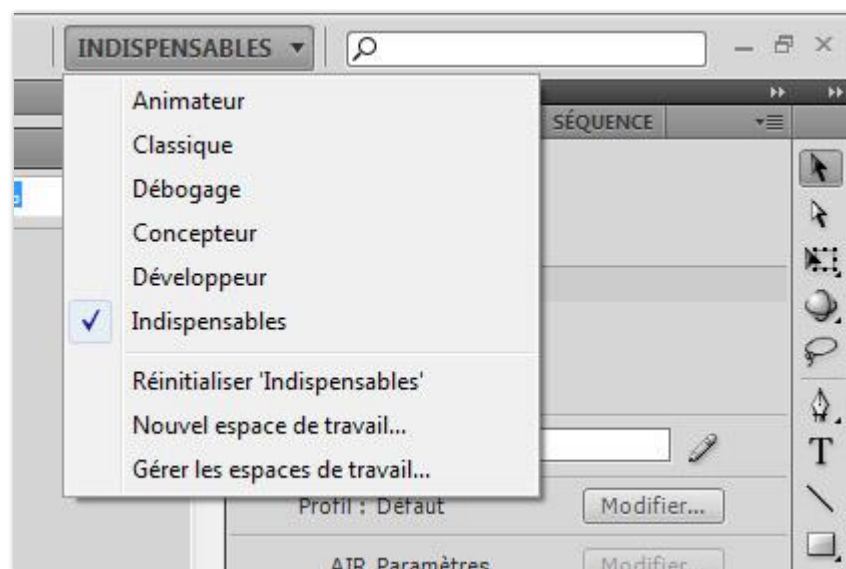 INDISPENSABLES
Animateur
SÉQUENCE
Classique
Débogage
Concepteur
Développeur
Indispensables
Réinitialiser 'Indispensables'
Nouvel espace de travail...
Gérer les espaces de travail...
Profil : Défaut Modifier...
AIR Paramètres Modifier...
T